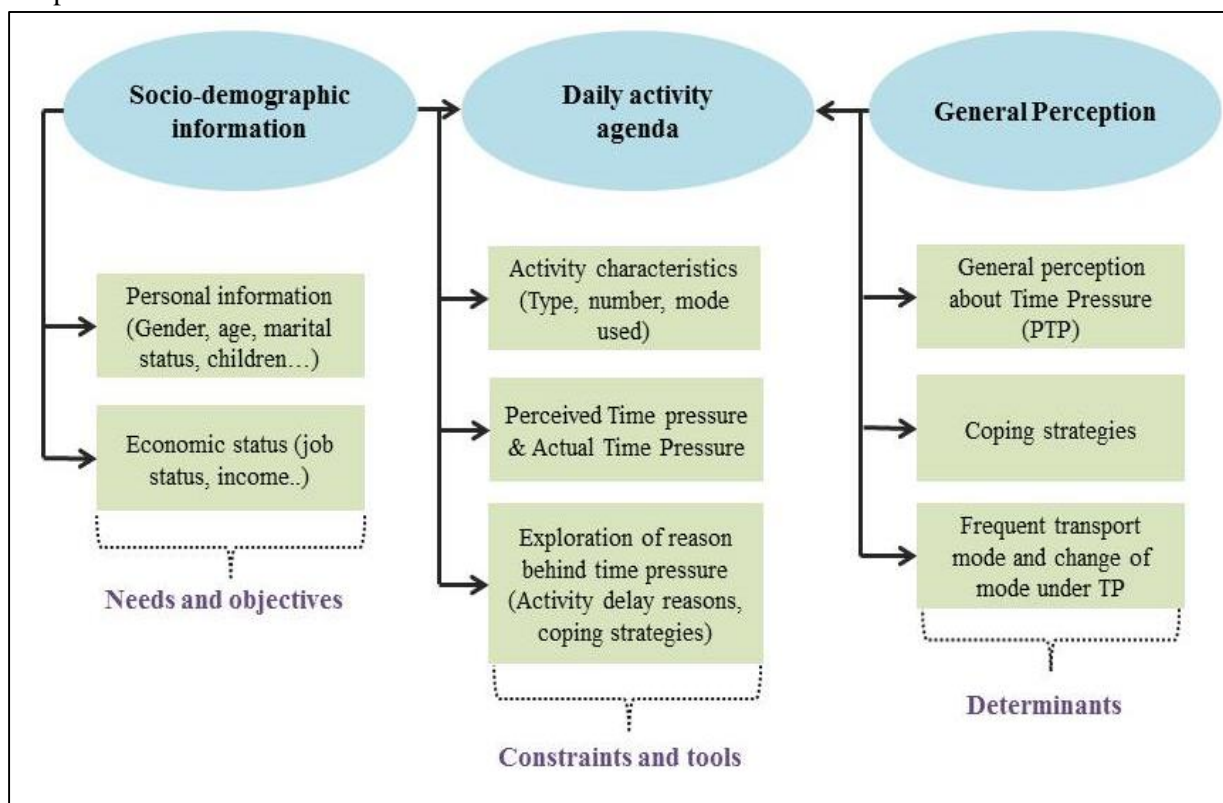 Socio-demographic
information
Daily activity
agenda
General Perception
Personal information
(Gender, age, marital
status, children…)
Economic status (job
status, income..)
Needs and objectives
Activity characteristics
(Type, number, mode
used)
Perceived Time pressure
& Actual Time Pressure
Exploration of reason
behind time pressure
(Activity delay reasons,
coping strategies)
Constraints and tools
General perception
about Time Pressure
(PTP)
Coping strategies
Frequent transport
mode and change of
mode under TP
Determinants